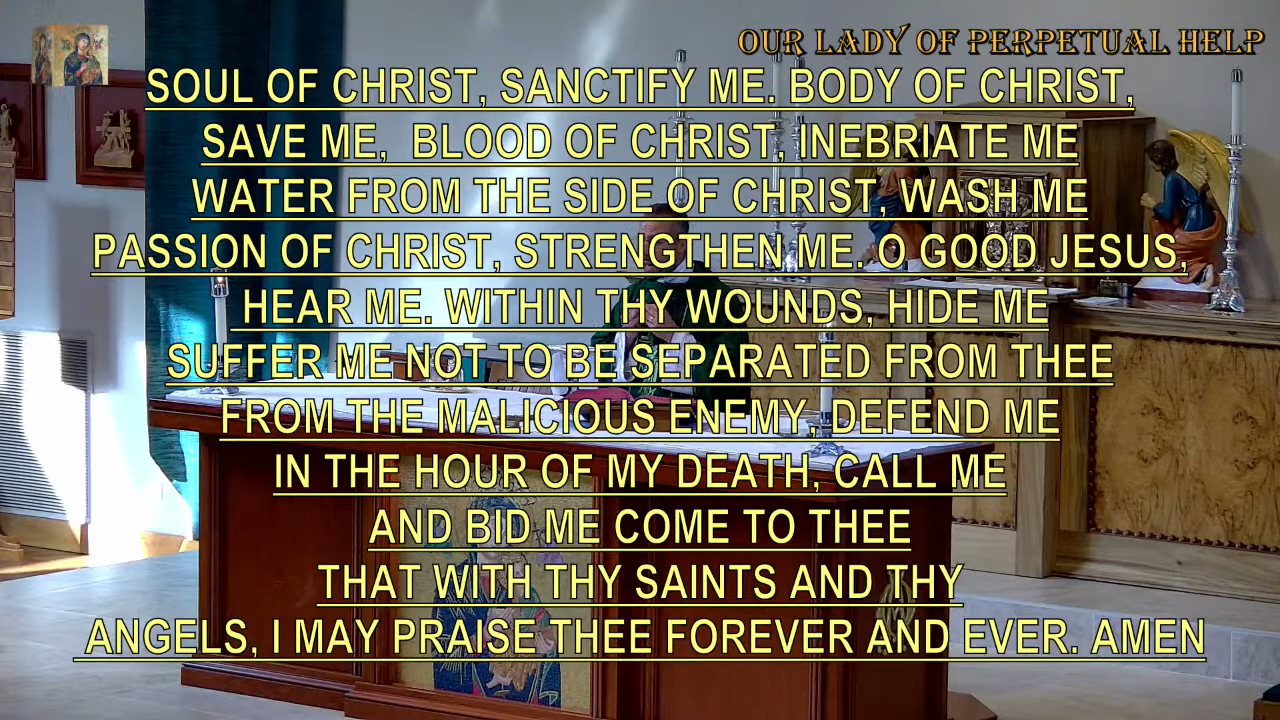 OUR LADY OF PERPETUAL HELP
SOUL OF CHRIST, SANCTIFY ME. BODY OF CHRIST,
SAVE ME, BLOOD OF CHRIST, INEBRIATE ME
WATER FROM THE SIDE OF CHRIST, WASH ME
PASSION OF CHRIST, STRENGTHEN ME. O GOOD JESUS,
HEAR ME. WITHIN THY WOUNDS, HIDE ME
SUFFER ME NOT TO BE SEPARATED FROM THEE
FROM THE MALICIOUS ENEMY, DEFEND ME
IN THE HOUR OF MY DEATH, CALL ME
AND BID ME COME TO THEE
THAT WITH THY SAINTS AND THY
ANGELS, I MAY PRAISE THEE FOREVER AND EVER. AMEN